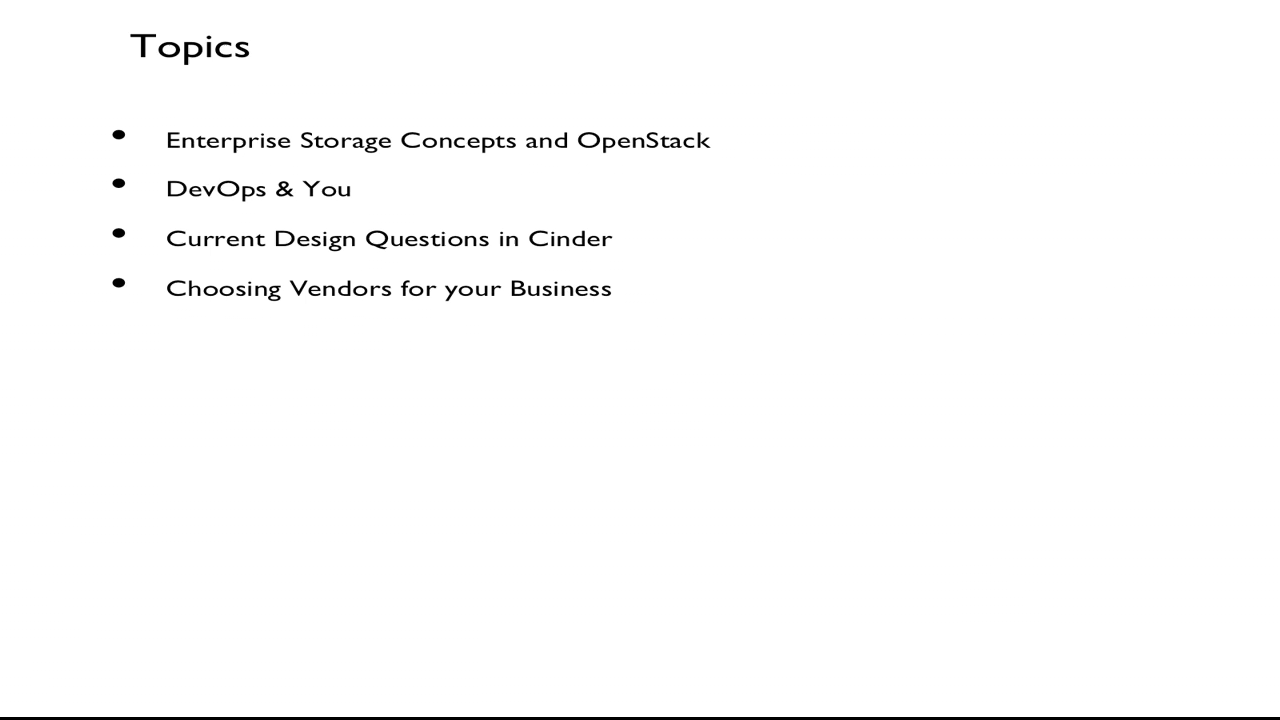 Topics
• Enterprise Storage Concepts and OpenStack
• DevOps & You
• Current Design Questions in Cinder
• Choosing Vendors for your Business